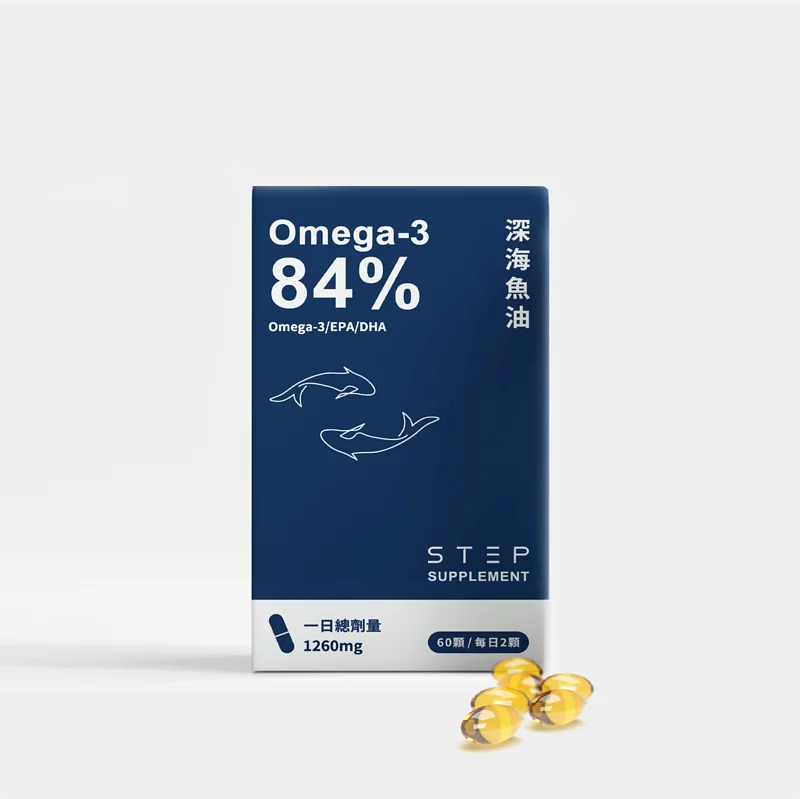 Omega-3
84%
Omega-3/EPA/DHA
深海魚油
STEP
SUPPLEMENT
一日總劑量
1260mg
60顆/每日2顆